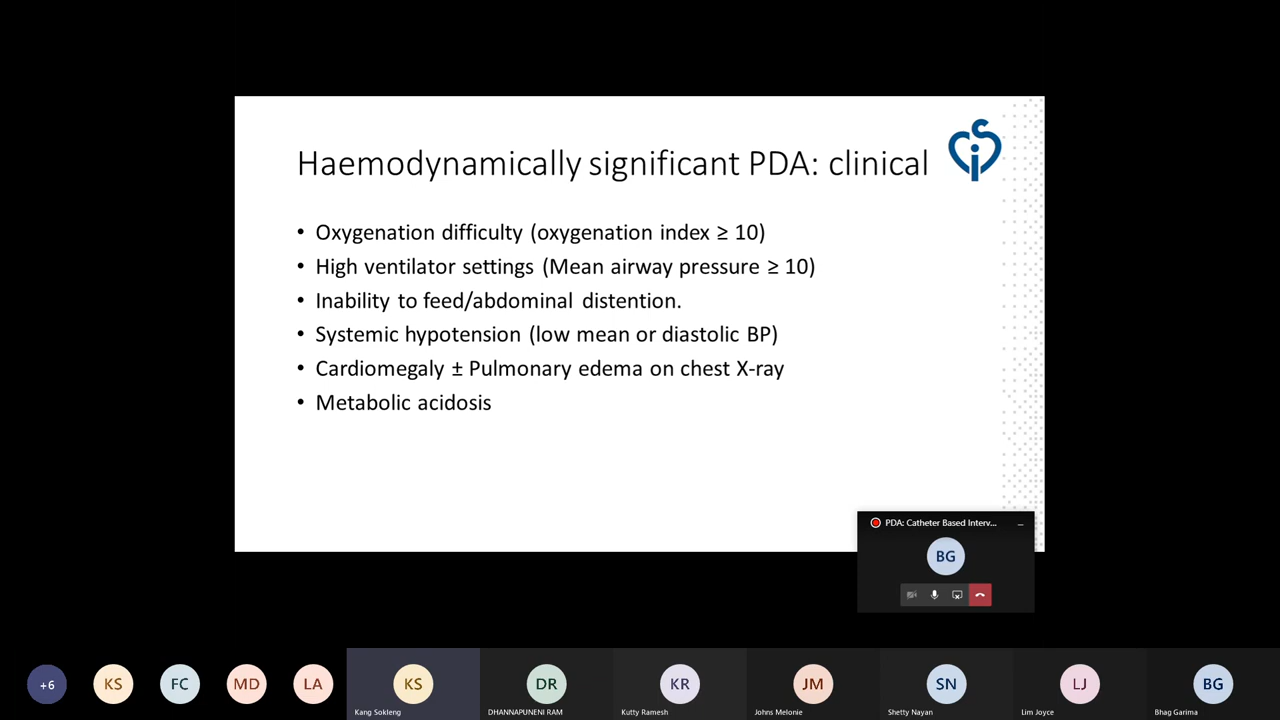 Haemodynamically significant PDA: clinical
• Oxygenation difficulty (oxygenation index ≥ 10)
• High ventilator settings (Mean airway pressure ≥ 10)
• Inability to feed/abdominal distention.
• Systemic hypotension (low mean or diastolic BP)
• Cardiomegaly ± Pulmonary edema on chest X-ray
• Metabolic acidosis
PDA: Catheter Based Interv...
BG
+6
KS
FC
MD
LA
KS
DR
KR
JM
SN
LJ
BG
Kang Sokleng
DHANNAPUNENI RAM
Kutty Ramesh
Johns Melonie
Shetty Nayan
Lim Joyce
Bhag Garima